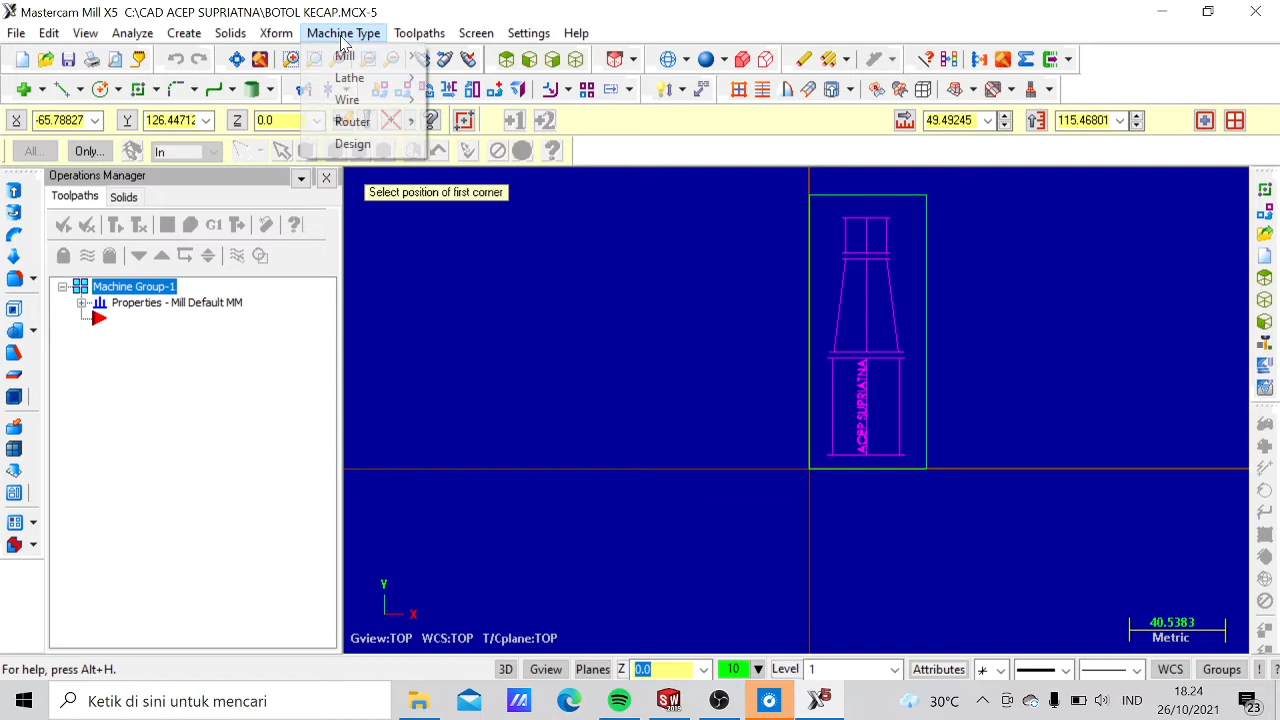 Mastercam Mill X5 C:\CAD ACEP SUPRIATNA\BOTOL KECAP.MCX-5
File Edit View Analyze Create Solids Xform Machine Type Toolpaths Screen Settings Help
Mill
Lathe
Wire
Router
Design
X -65.78827 Y 126.44712 Z 0.0 +1 +2 49.49245 115.46801
All... Only... In
Operations Manager
Toolpaths Solids
G1
Machine Group-1
Properties - Mill Default MM
Select position of first corner
ACEP SUPRIATNA
Y
X
Gview:TOP WCS:TOP T/Cplane:TOP
40.5383
Metric
For help, press Alt+H.
3D Gview Planes Z 0.0 10 Level 1 Attributes WCS Groups ! ?
Ketik di sini untuk mencari
30°C IND
18.24
26/10/2021
23